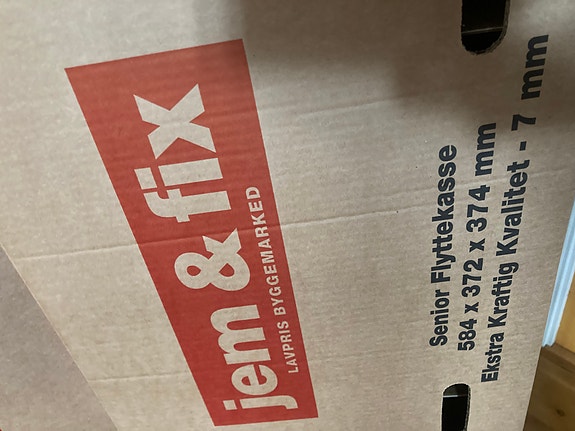 jem & fix
LAVPRIS BYGGEMARKED
Senior Flyttekasse
584 x 372 x 374 mm
Ekstra Kraftig Kvalitet - 7 mm